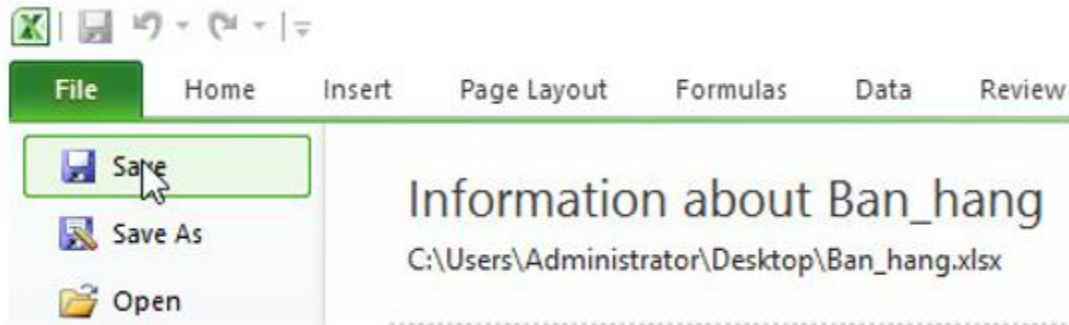 File Home Insert Page Layout Formulas Data Review
Save
Save As
Open
Information about Ban_hang
C:\Users\Administrator\Desktop\Ban_hang.xlsx